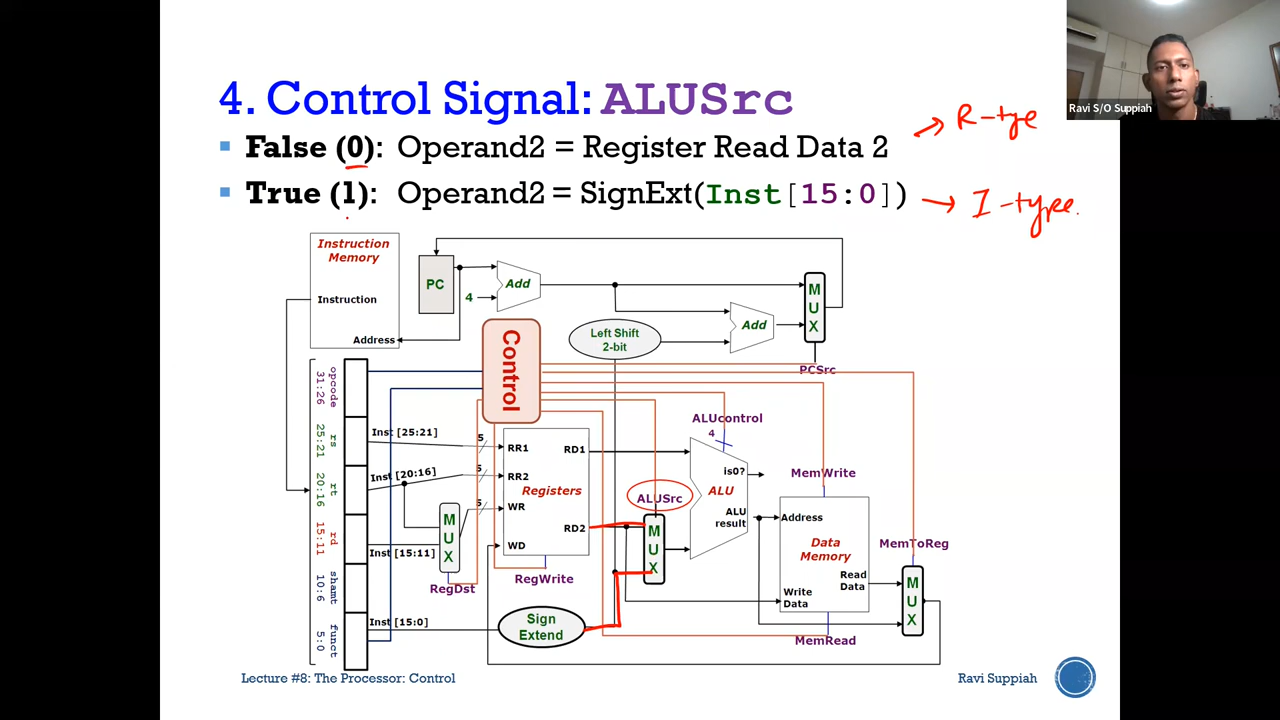 Ravi S/O Suppiah
4. Control Signal: ALUSrc
False (0): Operand2 = Register Read Data 2
→ R-tye
True (1): Operand2 = SignExt(Inst[15:0])
→ I-type.
Instruction
Memory
Instruction
Address
PC
4
Add
Left Shift
2-bit
Add
MUX
PCSrc
Control
opcode
31:26
rs
25:21
rt
20:16
rd
15:11
shamt
10:6
funct
5:0
Inst [25:21]
Inst [20:16]
Inst [15:11]
Inst [15:0]
5
5
5
MUX
RegDst
RR1
RR2
WR
WD
Registers
RD1
RD2
RegWrite
Sign
Extend
ALUSrc
MUX
ALUcontrol
4
is0?
ALU
ALU
result
MemWrite
Address
Data
Memory
Read
Data
Write
Data
MemRead
MemToReg
MUX
Lecture #8: The Processor: Control
Ravi Suppiah